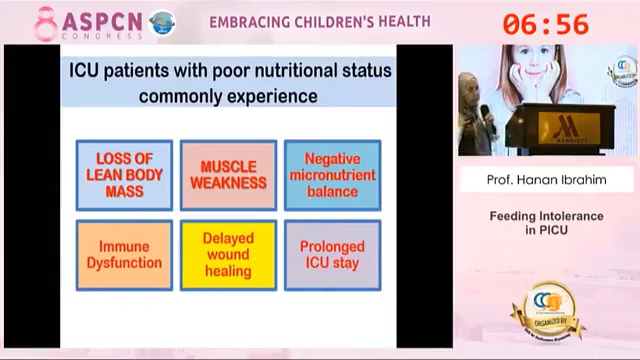 8 ASPCN
CONGRESS
EMBRACING CHILDREN'S HEALTH
06:56
ICU patients with poor nutritional status
commonly experience
LOSS OF
LEAN BODY
MASS
MUSCLE
WEAKNESS
Negative
micronutrient
balance
Immune
Dysfunction
Delayed
wound
healing
Prolonged
ICU stay
MARRIOTT
Prof. Hanan Ibrahim
Feeding Intolerance
in PICU
ORGANIZED BY